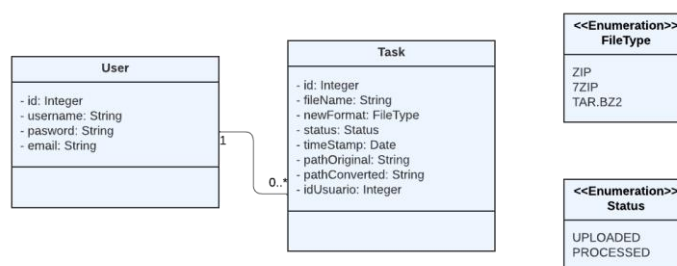 User
- id: Integer
- username: String
- pasword: String
- email: String
1
0..*
Task
- id: Integer
- fileName: String
- newFormat: FileType
- status: Status
- timeStamp: Date
- pathOriginal: String
- pathConverted: String
- idUsuario: Integer
<<Enumeration>>
FileType
ZIP
7ZIP
TAR.BZ2
<<Enumeration>>
Status
UPLOADED
PROCESSED